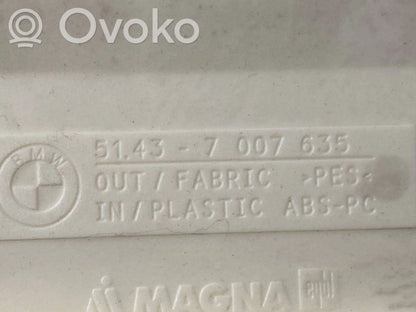 Ovoko
BMW
51.43 - 7 007 635
OUT / FABRIC >PES<
IN / PLASTIC ABS-PC
MAGNA